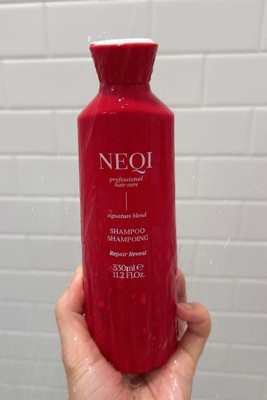 NEQI
professional
hair care
signature blend
SHAMPOO
SHAMPOING
Repair Reveal
330ml ℮
11.2 Fl.Oz.